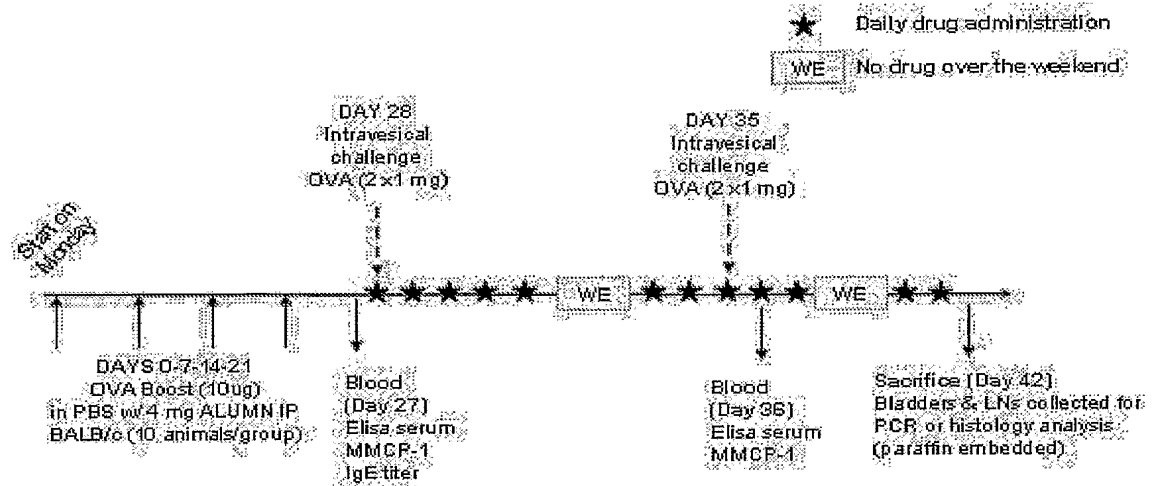 Daily drug administration
WE No drug over the weekend
DAY 28
Intravesical
challenge
OVA (2x1 mg)
DAY 35
Intravesical
challenge
OVA (2x1 mg)
Start on
Monday
WE
WE
DAYS 0-7-14-21
OVA Boost (10ug)
in PBS w/4 mg ALUMN IP
BALB/c (10 animals/group)
Blood
(Day 27)
Elisa serum
MMCP-1
IgE titer
Blood
(Day 36)
Elisa serum
MMCP-1
Sacrifice (Day 42)
Bladders & LNs collected for
PCR or histology analysis
(paraffin embedded)